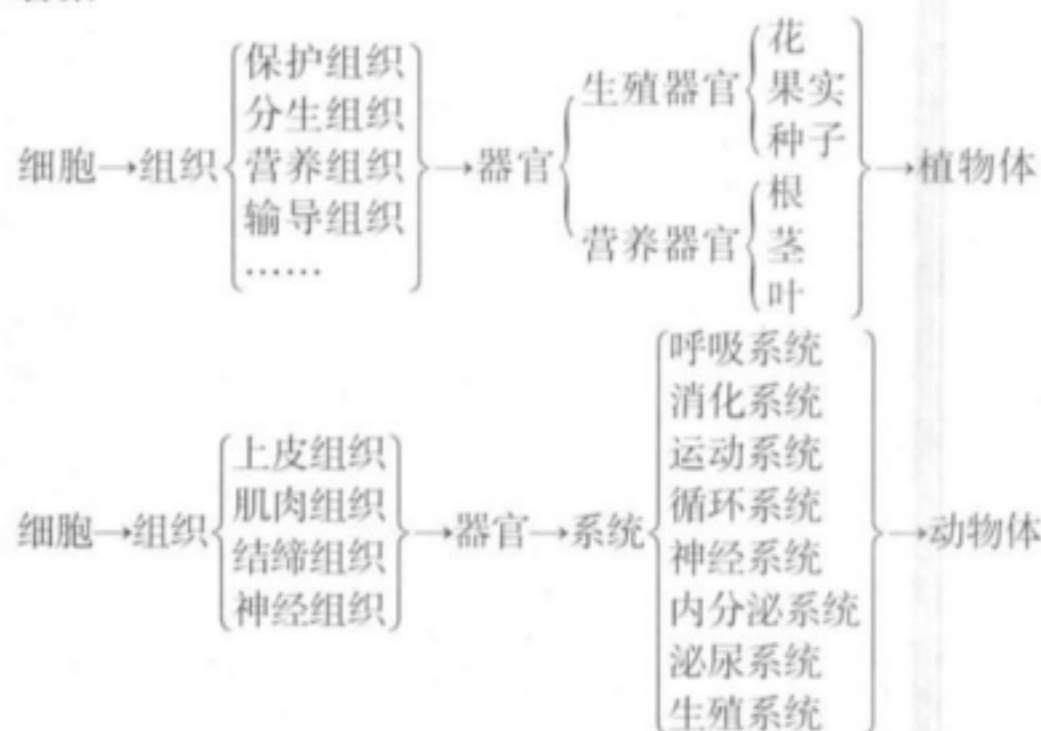 花
保护组织
生殖器官 果实
分生组织
种子
细胞→组织 营养组织 →器官 →植物体
根
输导组织
营养器官 茎
……
叶
呼吸系统
消化系统
上皮组织 运动系统
肌肉组织 循环系统
细胞→组织 →器官→系统 →动物体
结缔组织 神经系统
神经组织 内分泌系统
泌尿系统
生殖系统